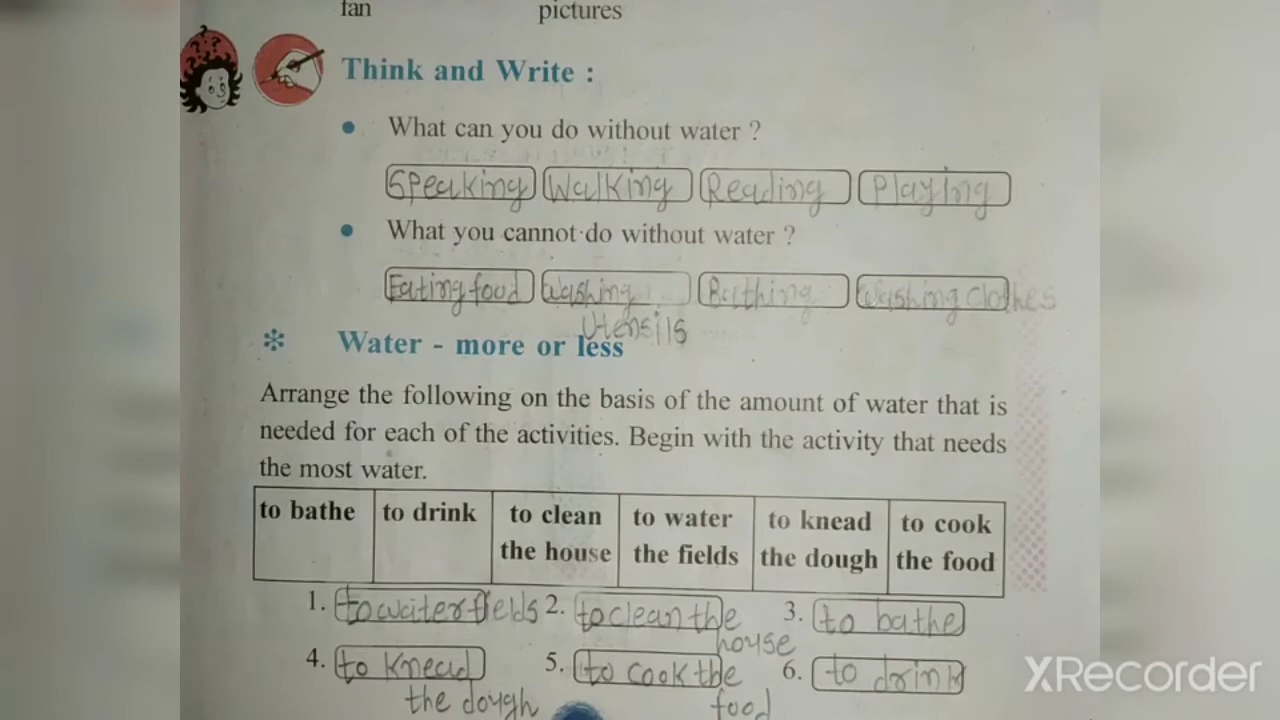 fan pictures
Think and Write :
• What can you do without water ?
Speaking Walking Reading Playing
• What you cannot do without water ?
Eating food Washing Bathing Washing clothes
Utensils
✻ Water - more or less
Arrange the following on the basis of the amount of water that is
needed for each of the activities. Begin with the activity that needs
the most water.
to bathe to drink to clean to water to knead to cook
the house the fields the dough the food
1. to water fields 2. to clean the 3. to bathe
house
4. to knead 5. to cook the 6. to drink
the dough food
XRecorder